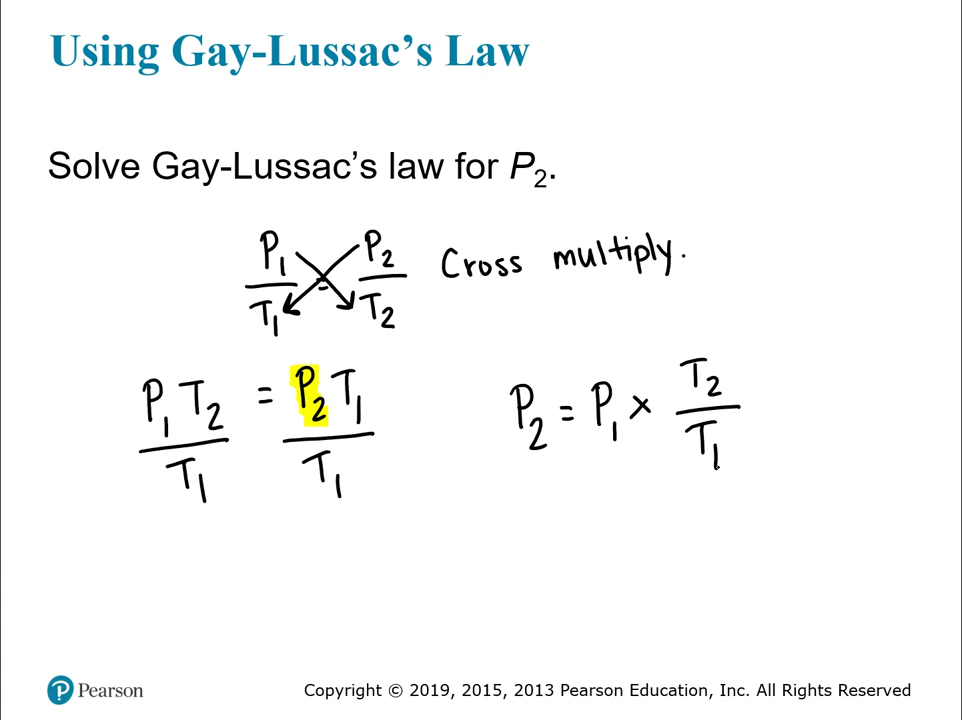 Using Gay-Lussac's Law
Solve Gay-Lussac's law for P₂.
P₁/T₁ = P₂/T₂ Cross multiply.
P₁T₂/T₁ = P₂T₁/T₁
P₂ = P₁ × T₂/T₁
Pearson
Copyright © 2019, 2015, 2013 Pearson Education, Inc. All Rights Reserved